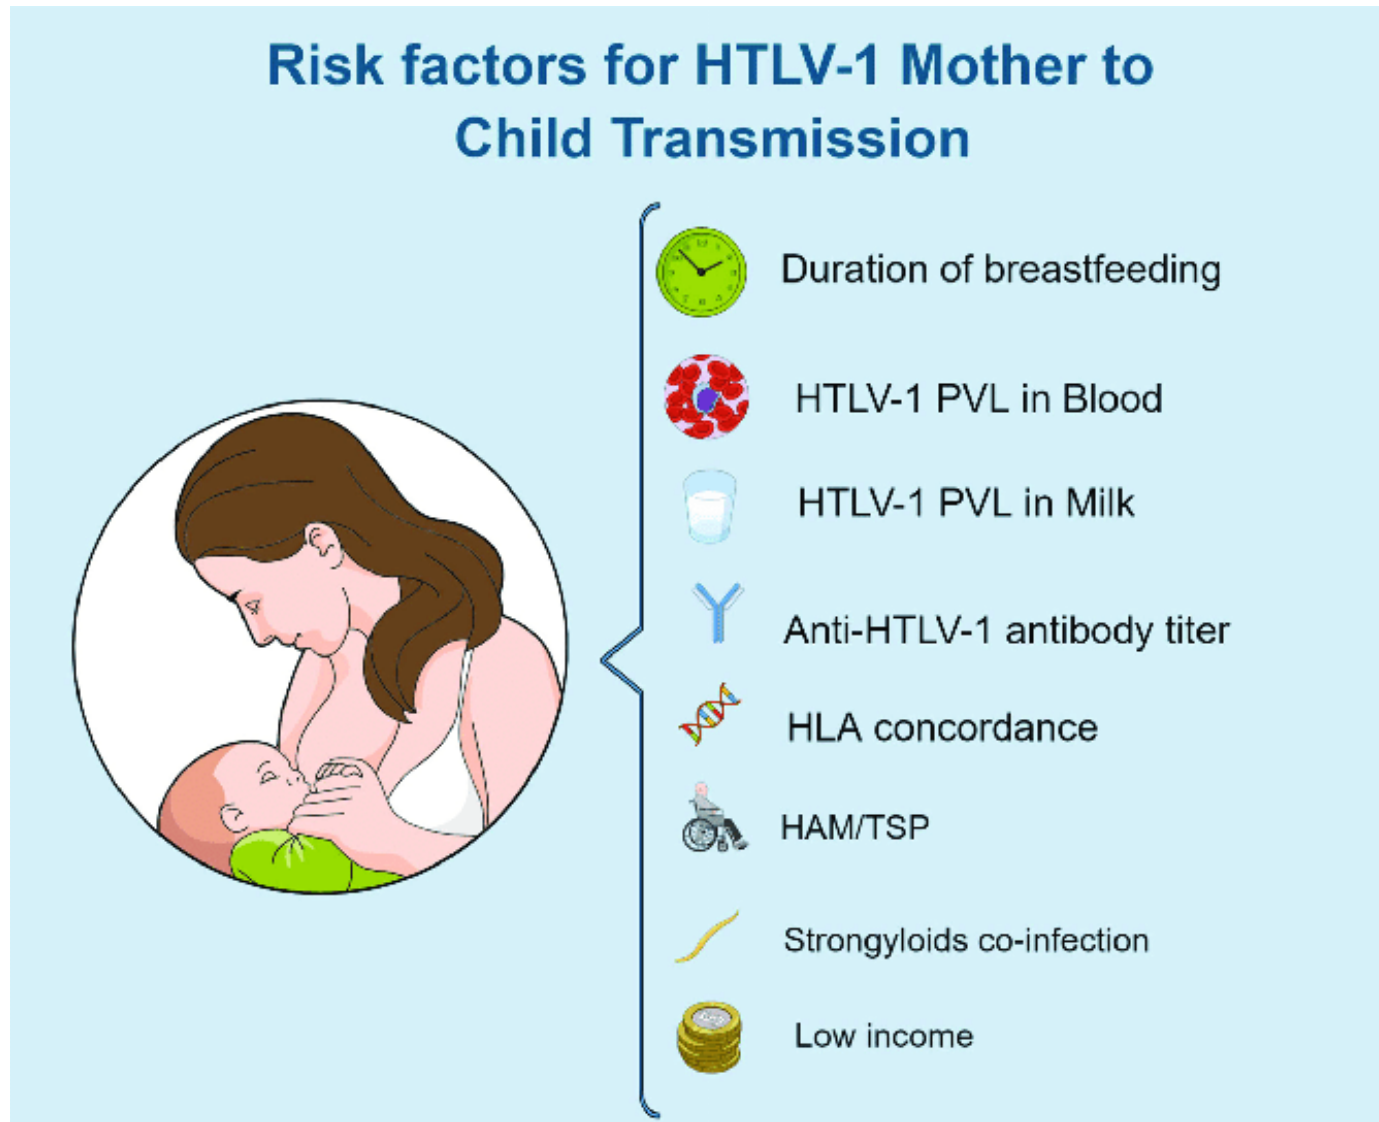 Risk factors for HTLV-1 Mother to
Child Transmission
Duration of breastfeeding
HTLV-1 PVL in Blood
HTLV-1 PVL in Milk
Anti-HTLV-1 antibody titer
HLA concordance
HAM/TSP
Strongyloids co-infection
Low income